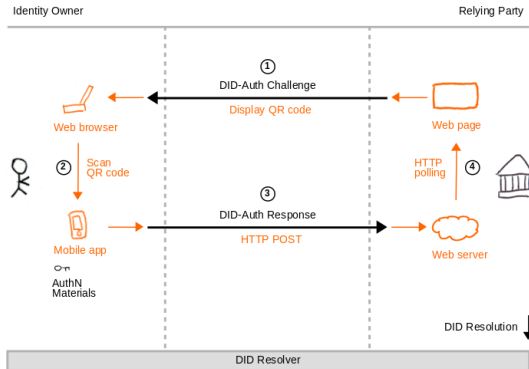 Identity Owner
Relying Party
1
DID-Auth Challenge
Display QR code
Web browser
Web page
2
Scan
QR code
HTTP
polling
4
3
DID-Auth Response
HTTP POST
Mobile app
Web server
AuthN
Materials
DID Resolution
DID Resolver